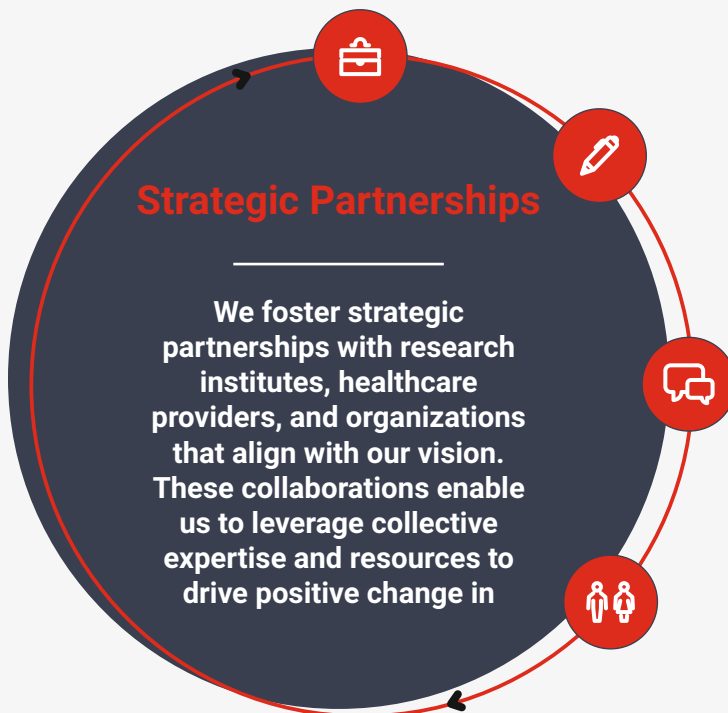 Strategic Partnerships
We foster strategic
partnerships with research
institutes, healthcare
providers, and organizations
that align with our vision.
These collaborations enable
us to leverage collective
expertise and resources to
drive positive change in